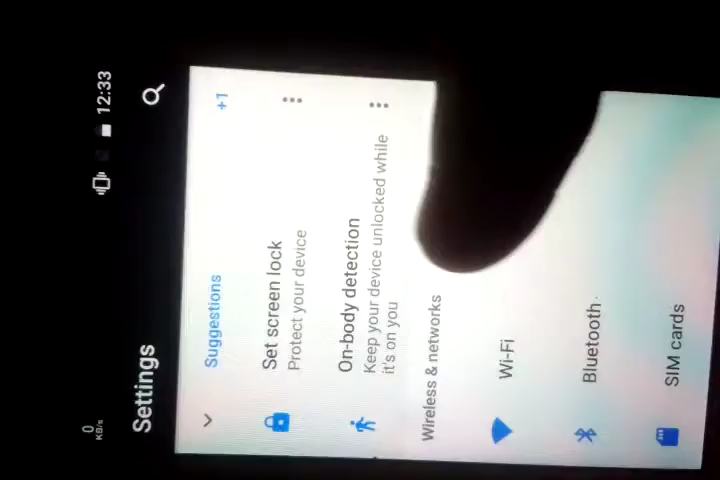 0
KB/s
12:33
Settings
Suggestions
+1
Set screen lock
Protect your device
On-body detection
Keep your device unlocked while
it's on you
Wireless & networks
Wi-Fi
Bluetooth
SIM cards